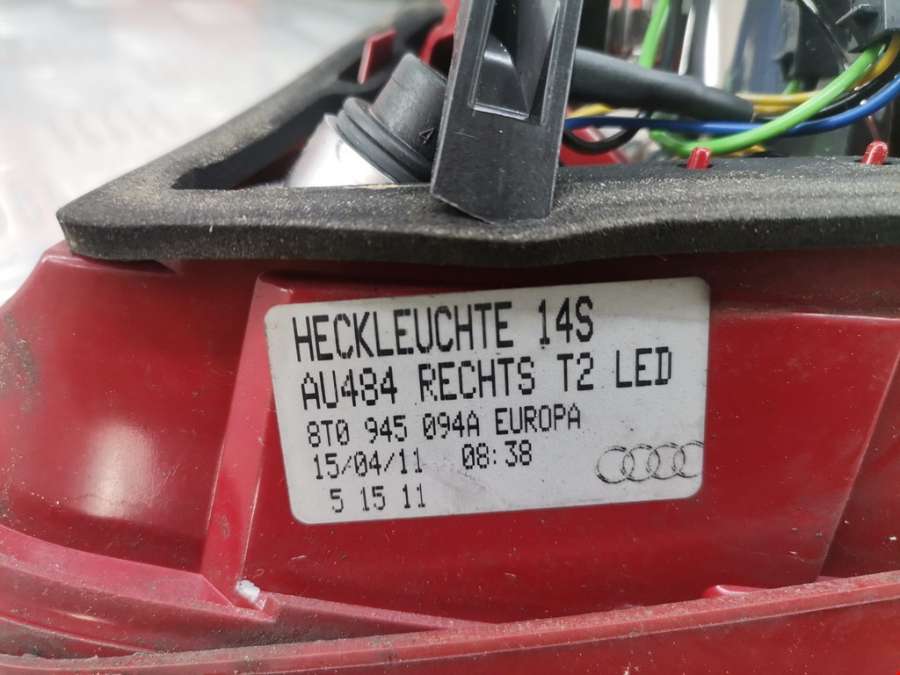 HECKLEUCHTE 14S
AU484 RECHTS T2 LED
8T0 945 094A EUROPA
15/04/11 08:38
5 15 11